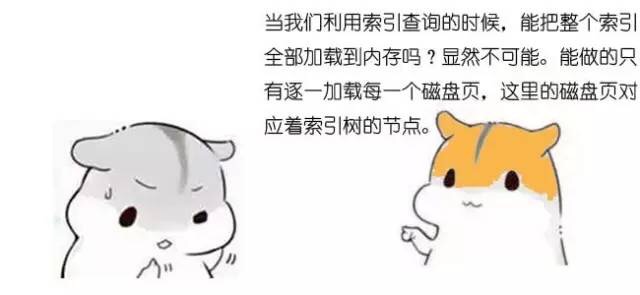 当我们利用索引查询的时候，能把整个索引
全部加载到内存吗？显然不可能。能做的只
有逐一加载每一个磁盘页，这里的磁盘页对
应着索引树的节点。